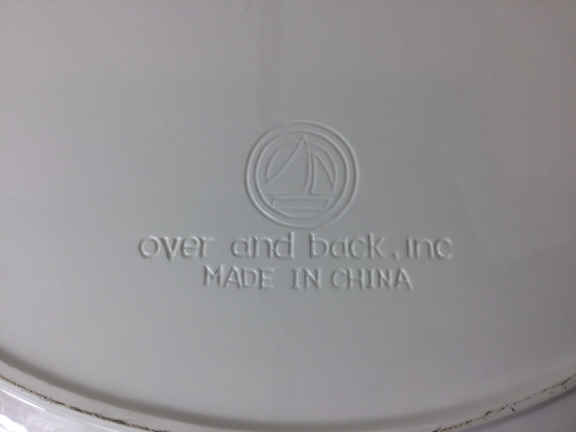 over and back, inc
MADE IN CHINA